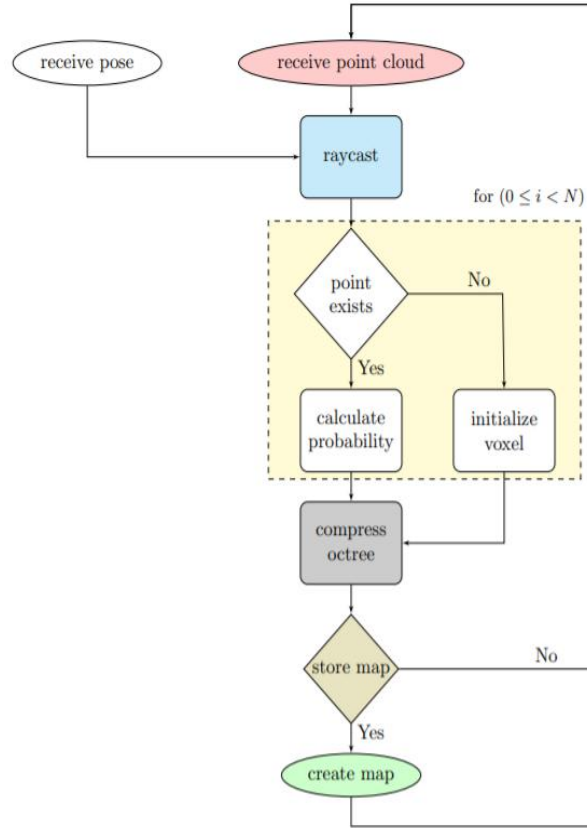 receive pose
receive point cloud
raycast
for (0 ≤ i < N)
point
exists
No
Yes
calculate
probability
initialize
voxel
compress
octree
store map
No
Yes
create map